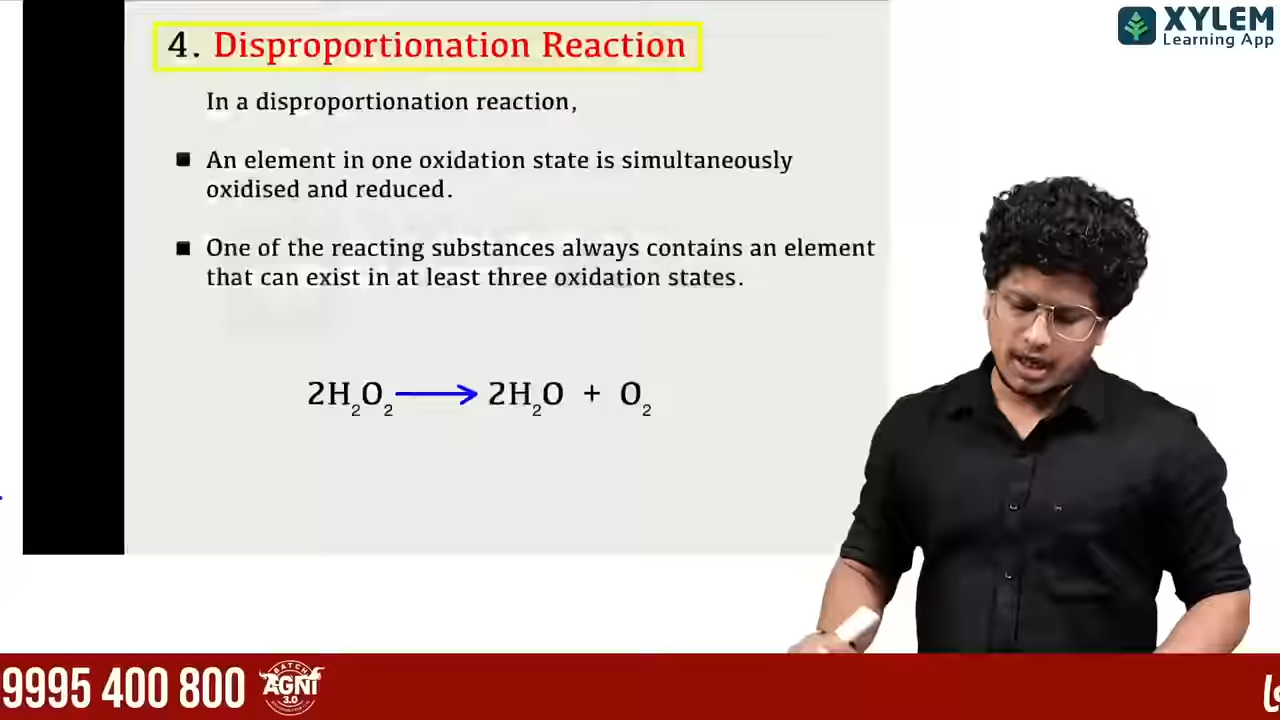 XYLEM
Learning App
4. Disproportionation Reaction
In a disproportionation reaction,
■ An element in one oxidation state is simultaneously
oxidised and reduced.
■ One of the reacting substances always contains an element
that can exist in at least three oxidation states.
2H₂O₂ ⟶ 2H₂O + O₂
9995 400 800
BATCH
AGNI
3.0